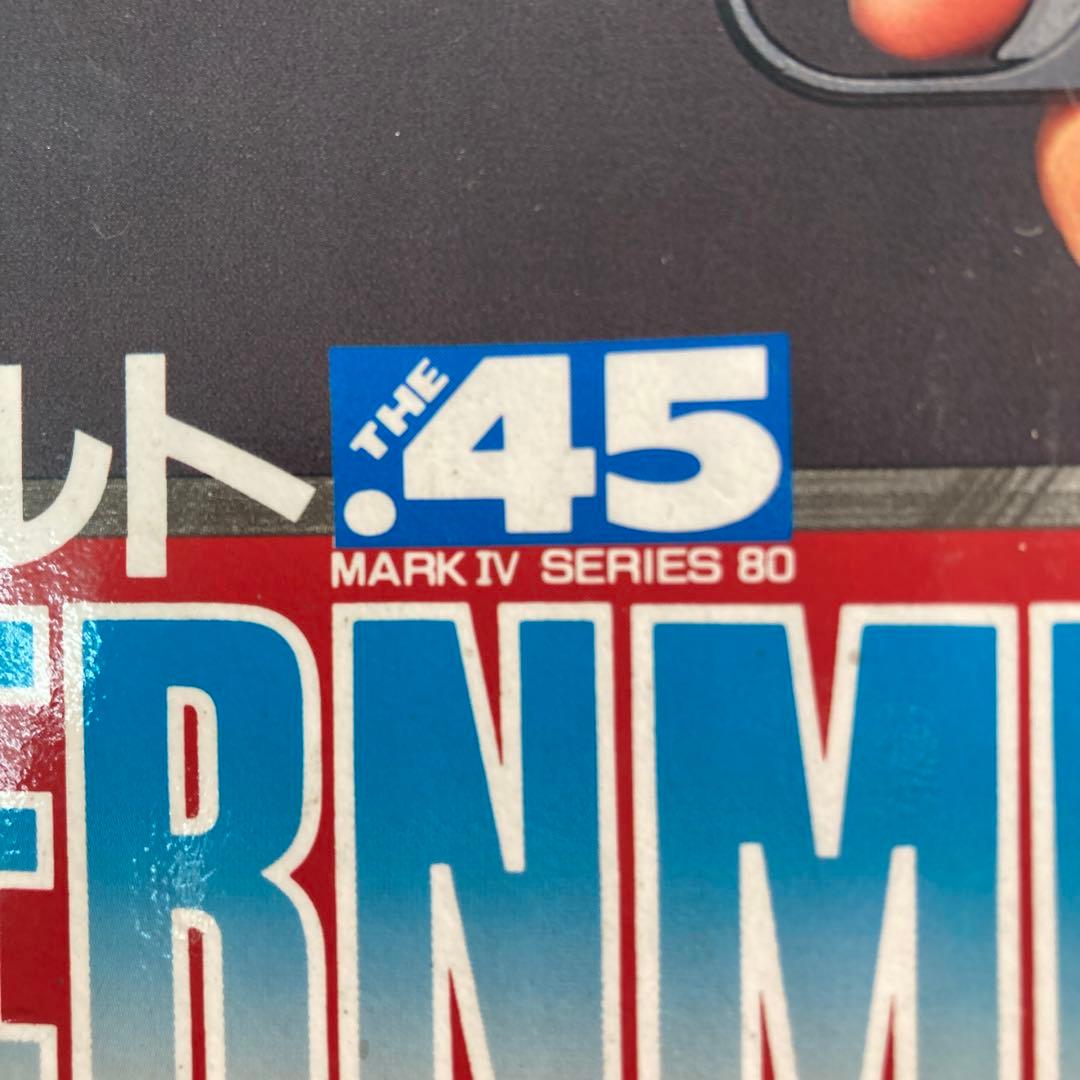 ルト
THE
.45
MARK IV SERIES 80
ERNM